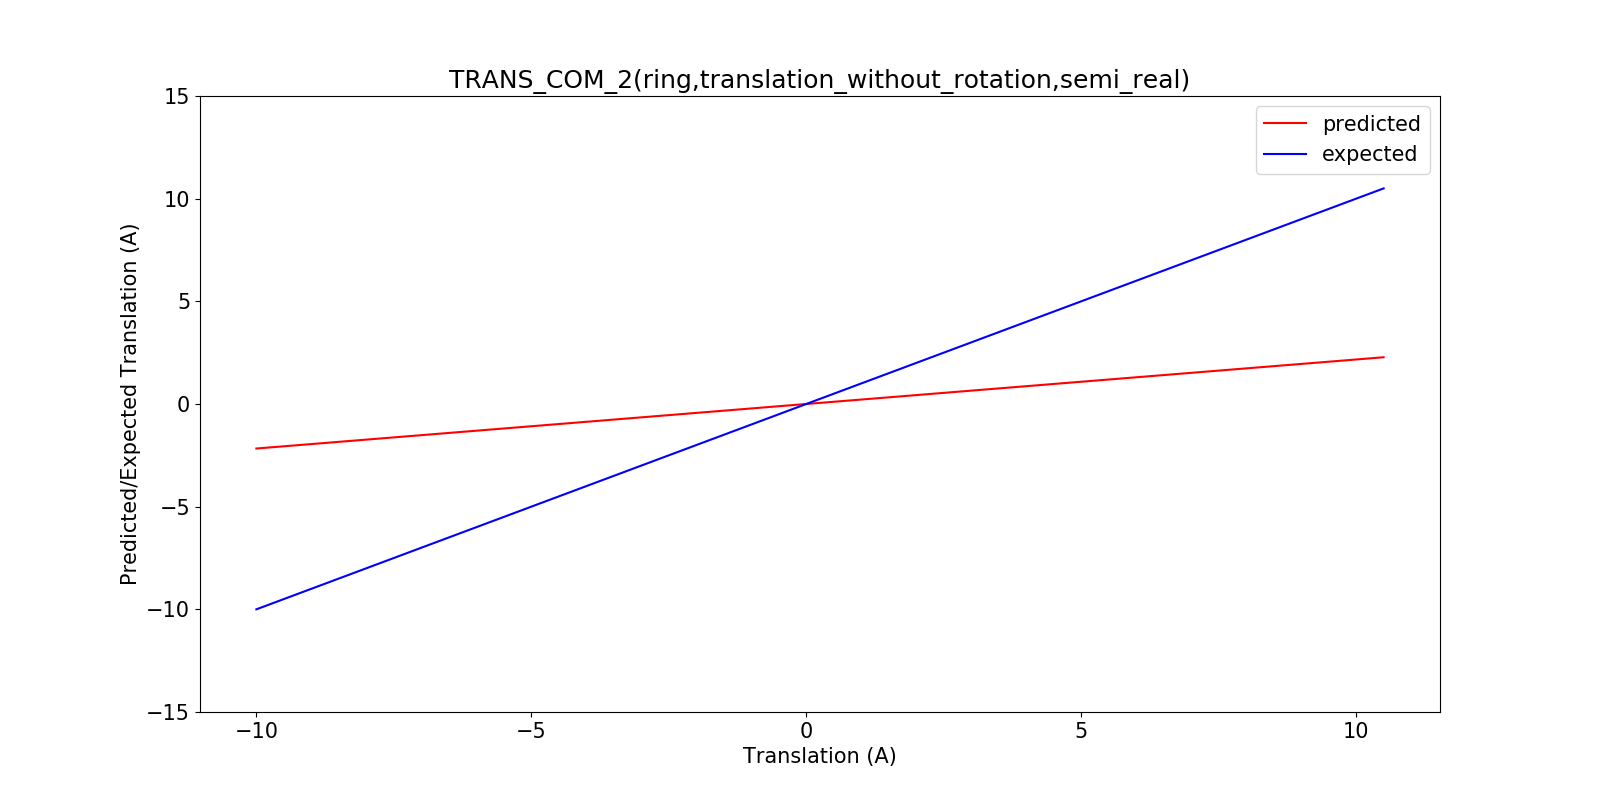 TRANS_COM_2(ring,translation_without_rotation,semi_real)
15
10
5
0
−5
−10
−15
Predicted/Expected Translation (A)
predicted
expected
−10
−5
0
5
10
Translation (A)